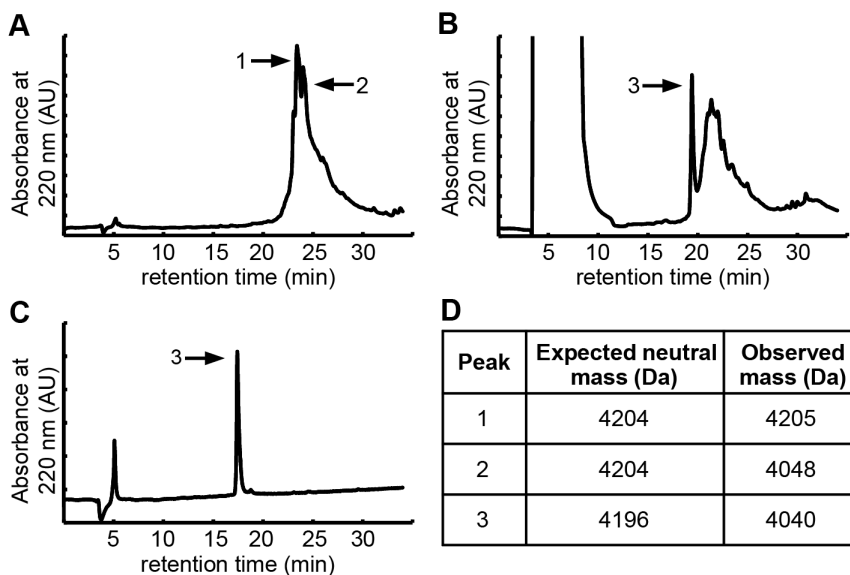 A
1
2
Absorbance at
220 nm (AU)
5 10 15 20 25 30
retention time (min)
B
3
Absorbance at
220 nm (AU)
5 10 15 20 25 30
retention time (min)
C
3
Absorbance at
220 nm (AU)
5 10 15 20 25 30
retention time (min)
D
Peak Expected neutral Observed
mass (Da) mass (Da)
1 4204 4205
2 4204 4048
3 4196 4040